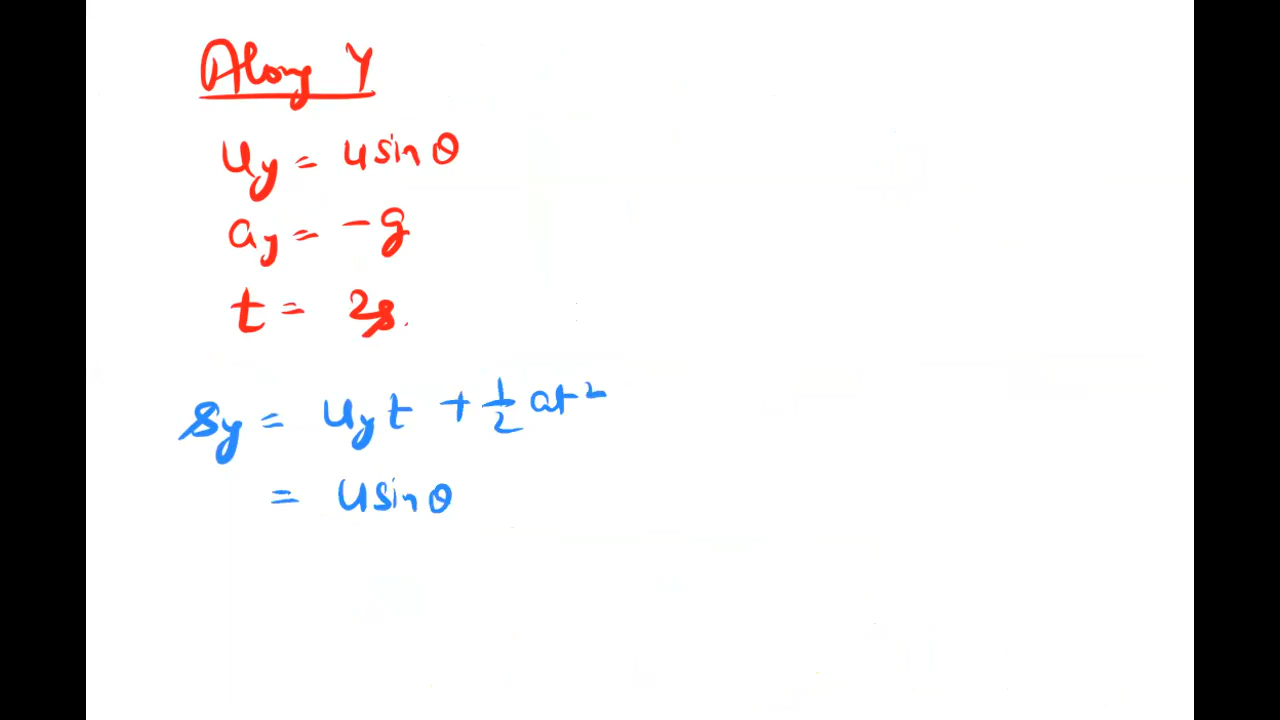 Along Y
uy = u sin θ
ay = -g
t = 2s.
sy = uy t + 1/2 at²
= u sin θ